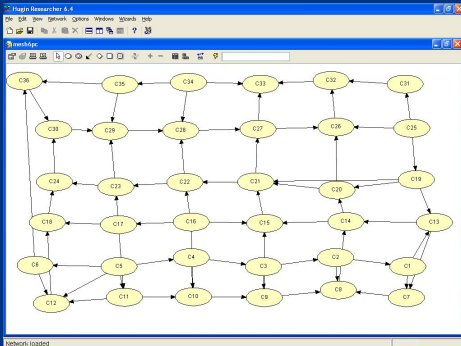 Hugin Researcher 6.4
File Edit View Network Options Windows Wizards Help
mesh6pc
C36 C35 C34 C33 C32 C31
C30 C29 C28 C27 C26 C25
C24 C23 C22 C21 C20 C19
C18 C17 C16 C15 C14 C13
C6 C5 C4 C3 C2 C1
C12 C11 C10 C9 C8 C7
Network loaded